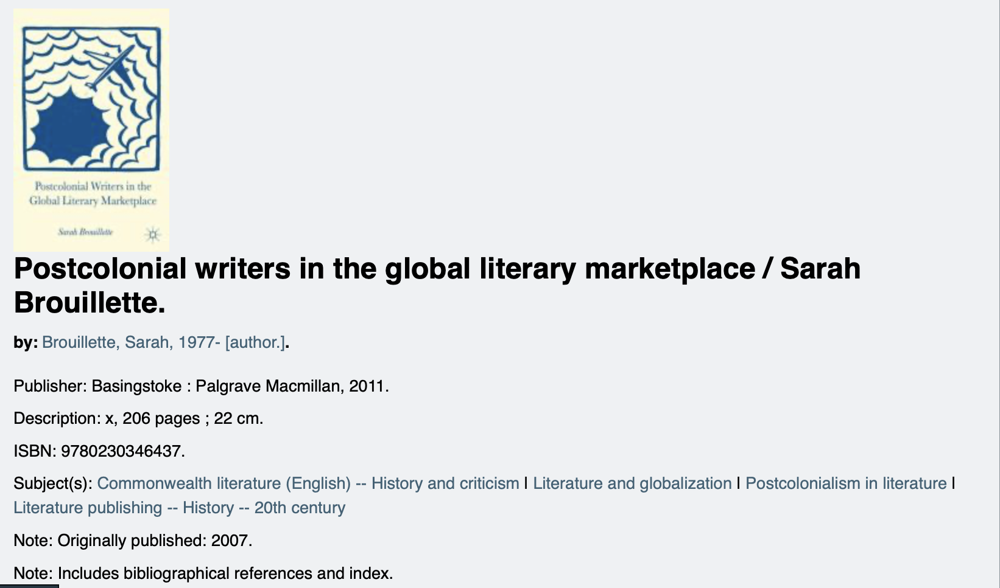 Postcolonial Writers in the
Global Literary Marketplace
Sarah Brouillette
Postcolonial writers in the global literary marketplace / Sarah
Brouillette.
by: Brouillette, Sarah, 1977- [author.].
Publisher: Basingstoke : Palgrave Macmillan, 2011.
Description: x, 206 pages ; 22 cm.
ISBN: 9780230346437.
Subject(s): Commonwealth literature (English) -- History and criticism | Literature and globalization | Postcolonialism in literature |
Literature publishing -- History -- 20th century
Note: Originally published: 2007.
Note: Includes bibliographical references and index.